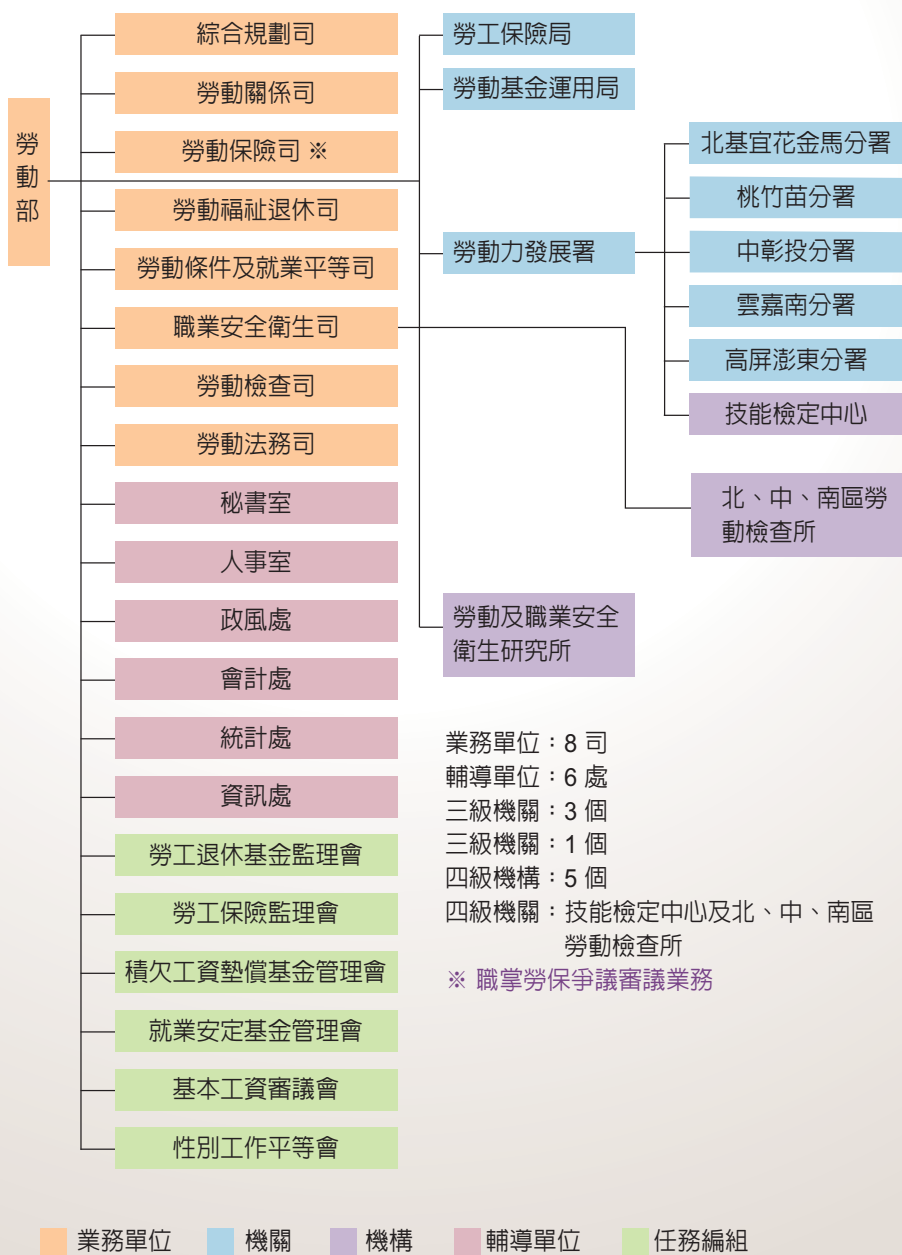 勞動部
綜合規劃司
勞動關係司
勞動保險司 ※
勞動福祉退休司
勞動條件及就業平等司
職業安全衛生司
勞動檢查司
勞動法務司
秘書室
人事室
政風處
會計處
統計處
資訊處
勞工退休基金監理會
勞工保險監理會
積欠工資墊償基金管理會
就業安定基金管理會
基本工資審議會
性別工作平等會
勞工保險局
勞動基金運用局
勞動力發展署
北基宜花金馬分署
桃竹苗分署
中彰投分署
雲嘉南分署
高屏澎東分署
技能檢定中心
北、中、南區勞
動檢查所
勞動及職業安全
衛生研究所
業務單位：8 司
輔導單位：6 處
三級機關：3 個
三級機關：1 個
四級機構：5 個
四級機關：技能檢定中心及北、中、南區
勞動檢查所
※ 職掌勞保爭議審議業務
業務單位
機關
機構
輔導單位
任務編組